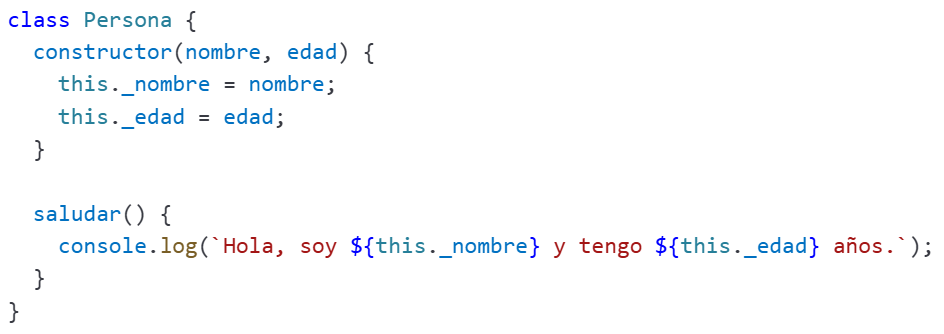 class Persona {
  constructor(nombre, edad) {
    this._nombre = nombre;
    this._edad = edad;
  }

  saludar() {
    console.log(`Hola, soy ${this._nombre} y tengo ${this._edad} años.`);
  }
}